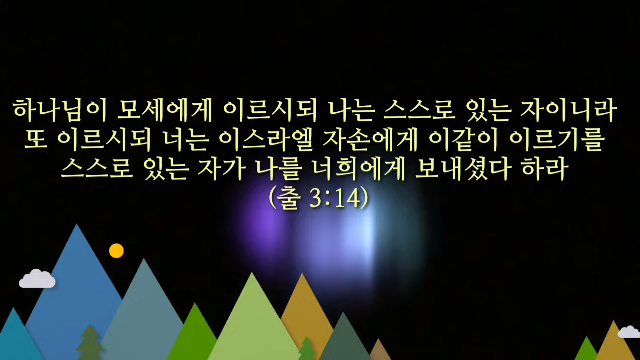 하나님이 모세에게 이르시되 나는 스스로 있는 자이니라
또 이르시되 너는 이스라엘 자손에게 이같이 이르기를
스스로 있는 자가 나를 너희에게 보내셨다 하라
(출 3:14)